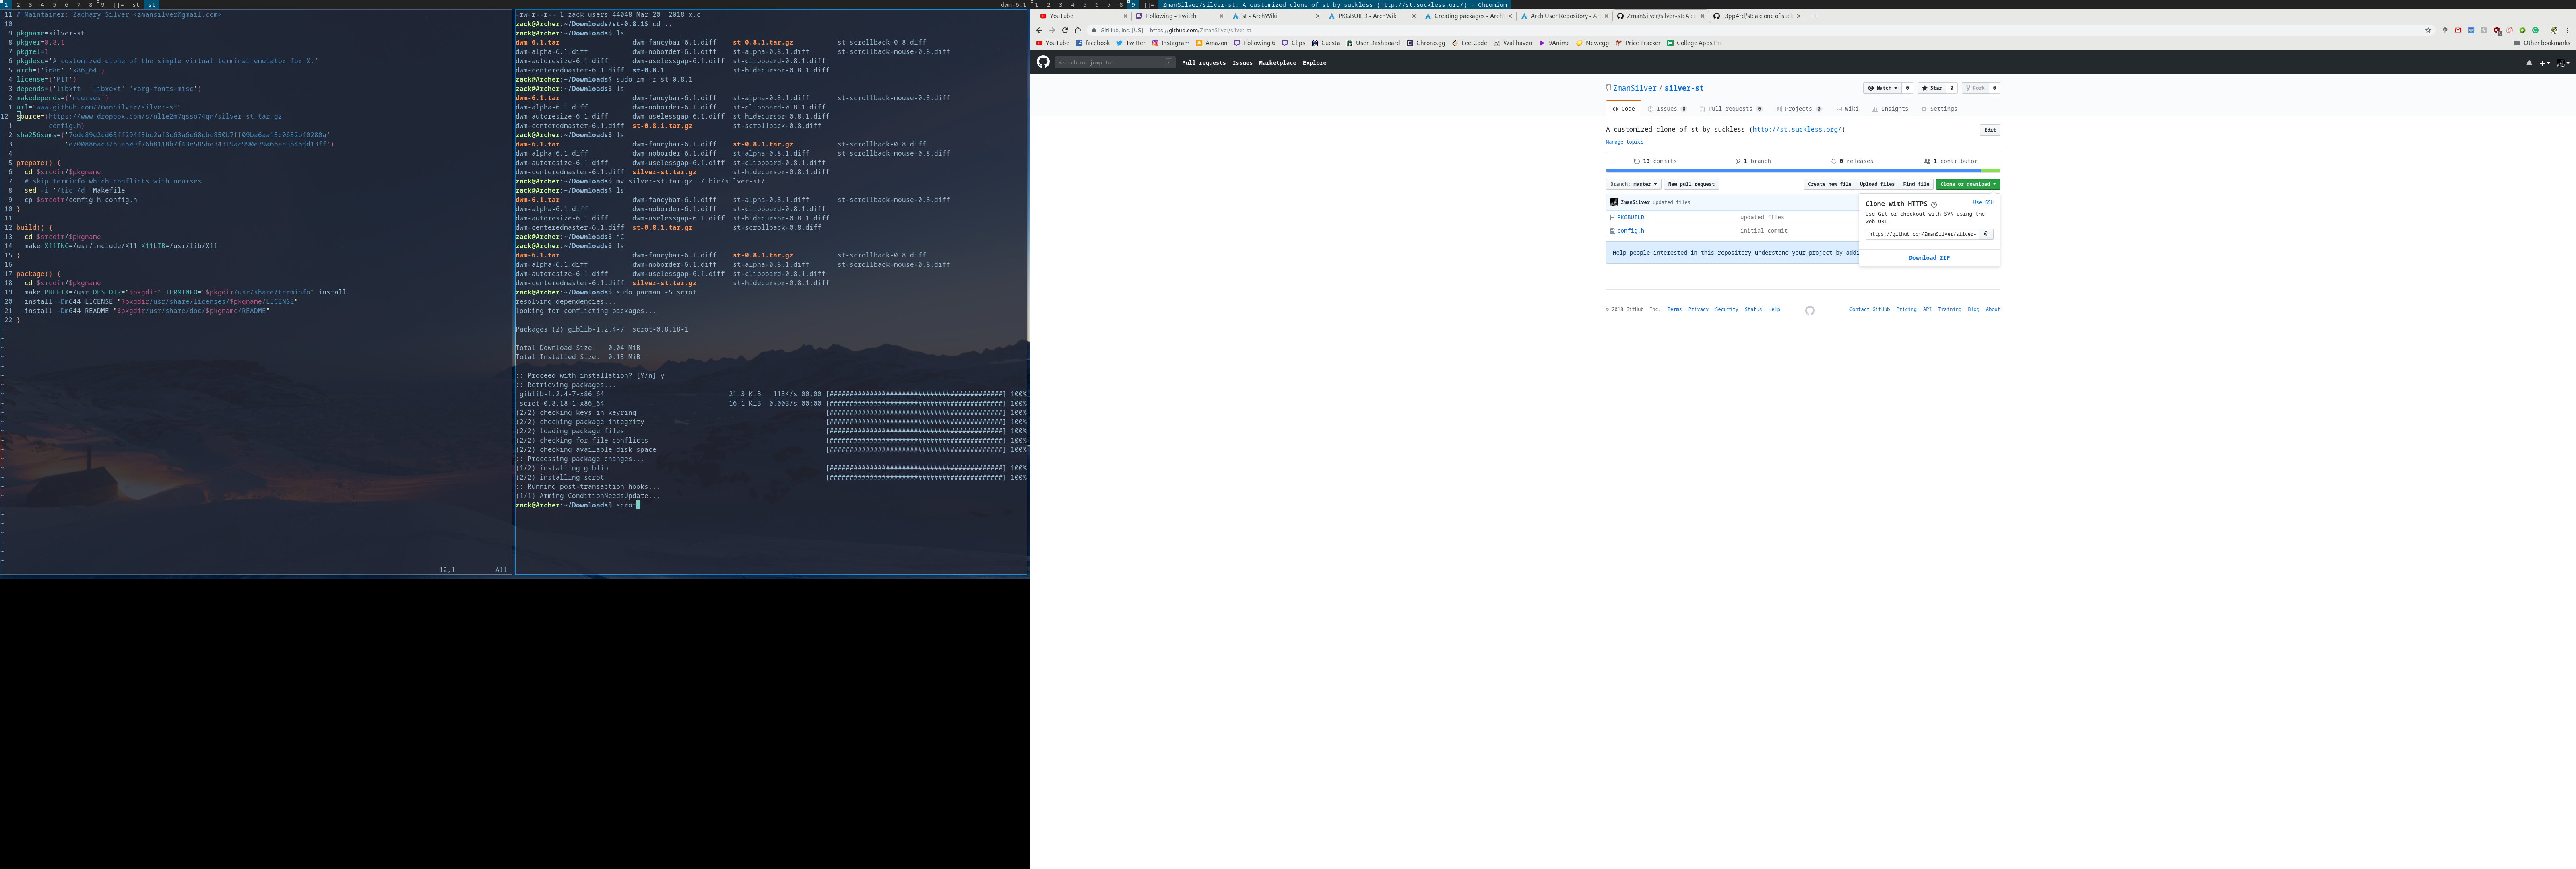 1 2 3 4 5 6 7 8 9 []= st st dwm-6.1
11 # Maintainer: Zachary Silver <zmansilver@gmail.com>
10
9 pkgname=silver-st
8 pkgver=0.8.1
7 pkgrel=1
6 pkgdesc='A customized clone of the simple virtual terminal emulator for X.'
5 arch=('i686' 'x86_64')
4 license=('MIT')
3 depends=('libxft' 'libxext' 'xorg-fonts-misc')
2 makedepends=('ncurses')
1 url="www.github.com/ZmanSilver/silver-st"
12 source=(https://www.dropbox.com/s/nl1e2m7qsso74qn/silver-st.tar.gz
1 config.h)
2 sha256sums=('7ddc89e2cd65ff294f3bc2af3c63a6c68cbc850b7ff09ba6aa15c0632bf0280a'
3 'e700886ac3265a609f76b8118b7f43e585be34319ac990e79a66ae5b46dd13ff')
4
5 prepare() {
6 cd $srcdir/$pkgname
7 # skip terminfo which conflicts with ncurses
8 sed -i '/tic /d' Makefile
9 cp $srcdir/config.h config.h
10 }
11
12 build() {
13 cd $srcdir/$pkgname
14 make X11INC=/usr/include/X11 X11LIB=/usr/lib/X11
15 }
16
17 package() {
18 cd $srcdir/$pkgname
19 make PREFIX=/usr DESTDIR="$pkgdir" TERMINFO="$pkgdir/usr/share/terminfo" install
20 install -Dm644 LICENSE "$pkgdir/usr/share/licenses/$pkgname/LICENSE"
21 install -Dm644 README "$pkgdir/usr/share/doc/$pkgname/README"
22 }
12,1 All
-rw-r--r-- 1 zack users 44048 Mar 20 2018 x.c
zack@Archer:~/Downloads/st-0.8.1$ cd ..
zack@Archer:~/Downloads$ ls
dwm-6.1.tar dwm-fancybar-6.1.diff st-0.8.1.tar.gz st-scrollback-0.8.diff
dwm-alpha-6.1.diff dwm-noborder-6.1.diff st-alpha-0.8.1.diff st-scrollback-mouse-0.8.diff
dwm-autoresize-6.1.diff dwm-uselessgap-6.1.diff st-clipboard-0.8.1.diff
dwm-centeredmaster-6.1.diff st-0.8.1 st-hidecursor-0.8.1.diff
zack@Archer:~/Downloads$ sudo rm -r st-0.8.1
zack@Archer:~/Downloads$ ls
dwm-6.1.tar dwm-fancybar-6.1.diff st-alpha-0.8.1.diff st-scrollback-mouse-0.8.diff
dwm-alpha-6.1.diff dwm-noborder-6.1.diff st-clipboard-0.8.1.diff
dwm-autoresize-6.1.diff dwm-uselessgap-6.1.diff st-hidecursor-0.8.1.diff
dwm-centeredmaster-6.1.diff st-0.8.1.tar.gz st-scrollback-0.8.diff
zack@Archer:~/Downloads$ ls
dwm-6.1.tar dwm-fancybar-6.1.diff st-0.8.1.tar.gz st-scrollback-0.8.diff
dwm-alpha-6.1.diff dwm-noborder-6.1.diff st-alpha-0.8.1.diff st-scrollback-mouse-0.8.diff
dwm-autoresize-6.1.diff dwm-uselessgap-6.1.diff st-clipboard-0.8.1.diff
dwm-centeredmaster-6.1.diff silver-st.tar.gz st-hidecursor-0.8.1.diff
zack@Archer:~/Downloads$ mv silver-st.tar.gz ~/.bin/silver-st/
zack@Archer:~/Downloads$ ls
dwm-6.1.tar dwm-fancybar-6.1.diff st-alpha-0.8.1.diff st-scrollback-mouse-0.8.diff
dwm-alpha-6.1.diff dwm-noborder-6.1.diff st-clipboard-0.8.1.diff
dwm-autoresize-6.1.diff dwm-uselessgap-6.1.diff st-hidecursor-0.8.1.diff
dwm-centeredmaster-6.1.diff st-0.8.1.tar.gz st-scrollback-0.8.diff
zack@Archer:~/Downloads$ ^C
zack@Archer:~/Downloads$ ls
dwm-6.1.tar dwm-fancybar-6.1.diff st-0.8.1.tar.gz st-scrollback-0.8.diff
dwm-alpha-6.1.diff dwm-noborder-6.1.diff st-alpha-0.8.1.diff st-scrollback-mouse-0.8.diff
dwm-autoresize-6.1.diff dwm-uselessgap-6.1.diff st-clipboard-0.8.1.diff
dwm-centeredmaster-6.1.diff silver-st.tar.gz st-hidecursor-0.8.1.diff
zack@Archer:~/Downloads$ sudo pacman -S scrot
resolving dependencies...
looking for conflicting packages...
Packages (2) giblib-1.2.4-7 scrot-0.8.18-1
Total Download Size: 0.04 MiB
Total Installed Size: 0.15 MiB
:: Proceed with installation? [Y/n] y
:: Retrieving packages...
giblib-1.2.4-7-x86_64 21.3 KiB 118K/s 00:00 [###########################################] 100%
scrot-0.8.18-1-x86_64 16.1 KiB 0.00B/s 00:00 [###########################################] 100%
(2/2) checking keys in keyring [###########################################] 100%
(2/2) checking package integrity [###########################################] 100%
(2/2) loading package files [###########################################] 100%
(2/2) checking for file conflicts [###########################################] 100%
(2/2) checking available disk space [###########################################] 100%
:: Processing package changes...
(1/2) installing giblib [###########################################] 100%
(2/2) installing scrot [###########################################] 100%
:: Running post-transaction hooks...
(1/1) Arming ConditionNeedsUpdate...
zack@Archer:~/Downloads$ scrot
1 2 3 4 5 6 7 8 9 []= ZmanSilver/silver-st: A customized clone of st by suckless (http://st.suckless.org/) - Chromium
YouTube Following - Twitch st - ArchWiki PKGBUILD - ArchWiki Creating packages - Arch Arch User Repository - A ZmanSilver/silver-st: A c l3pp4rd/st: a clone of suc
GitHub, Inc. [US] | https://github.com/ZmanSilver/silver-st
YouTube facebook Twitter Instagram Amazon Following 6 Clips Cuesta User Dashboard Chrono.gg LeetCode Wallhaven 9Anime Newegg Price Tracker College Apps Pr Other bookmarks
Search or jump to… / Pull requests Issues Marketplace Explore
ZmanSilver / silver-st Watch 0 Star 0 Fork 0
Code Issues 0 Pull requests 0 Projects 0 Wiki Insights Settings
A customized clone of st by suckless (http://st.suckless.org/) Edit
Manage topics
13 commits 1 branch 0 releases 1 contributor
Branch: master New pull request Create new file Upload files Find file Clone or download
ZmanSilver updated files
PKGBUILD updated files
config.h initial commit
Help people interested in this repository understand your project by addi
Clone with HTTPS Use SSH
Use Git or checkout with SVN using the
web URL.
https://github.com/ZmanSilver/silver-
Download ZIP
© 2018 GitHub, Inc. Terms Privacy Security Status Help Contact GitHub Pricing API Training Blog About